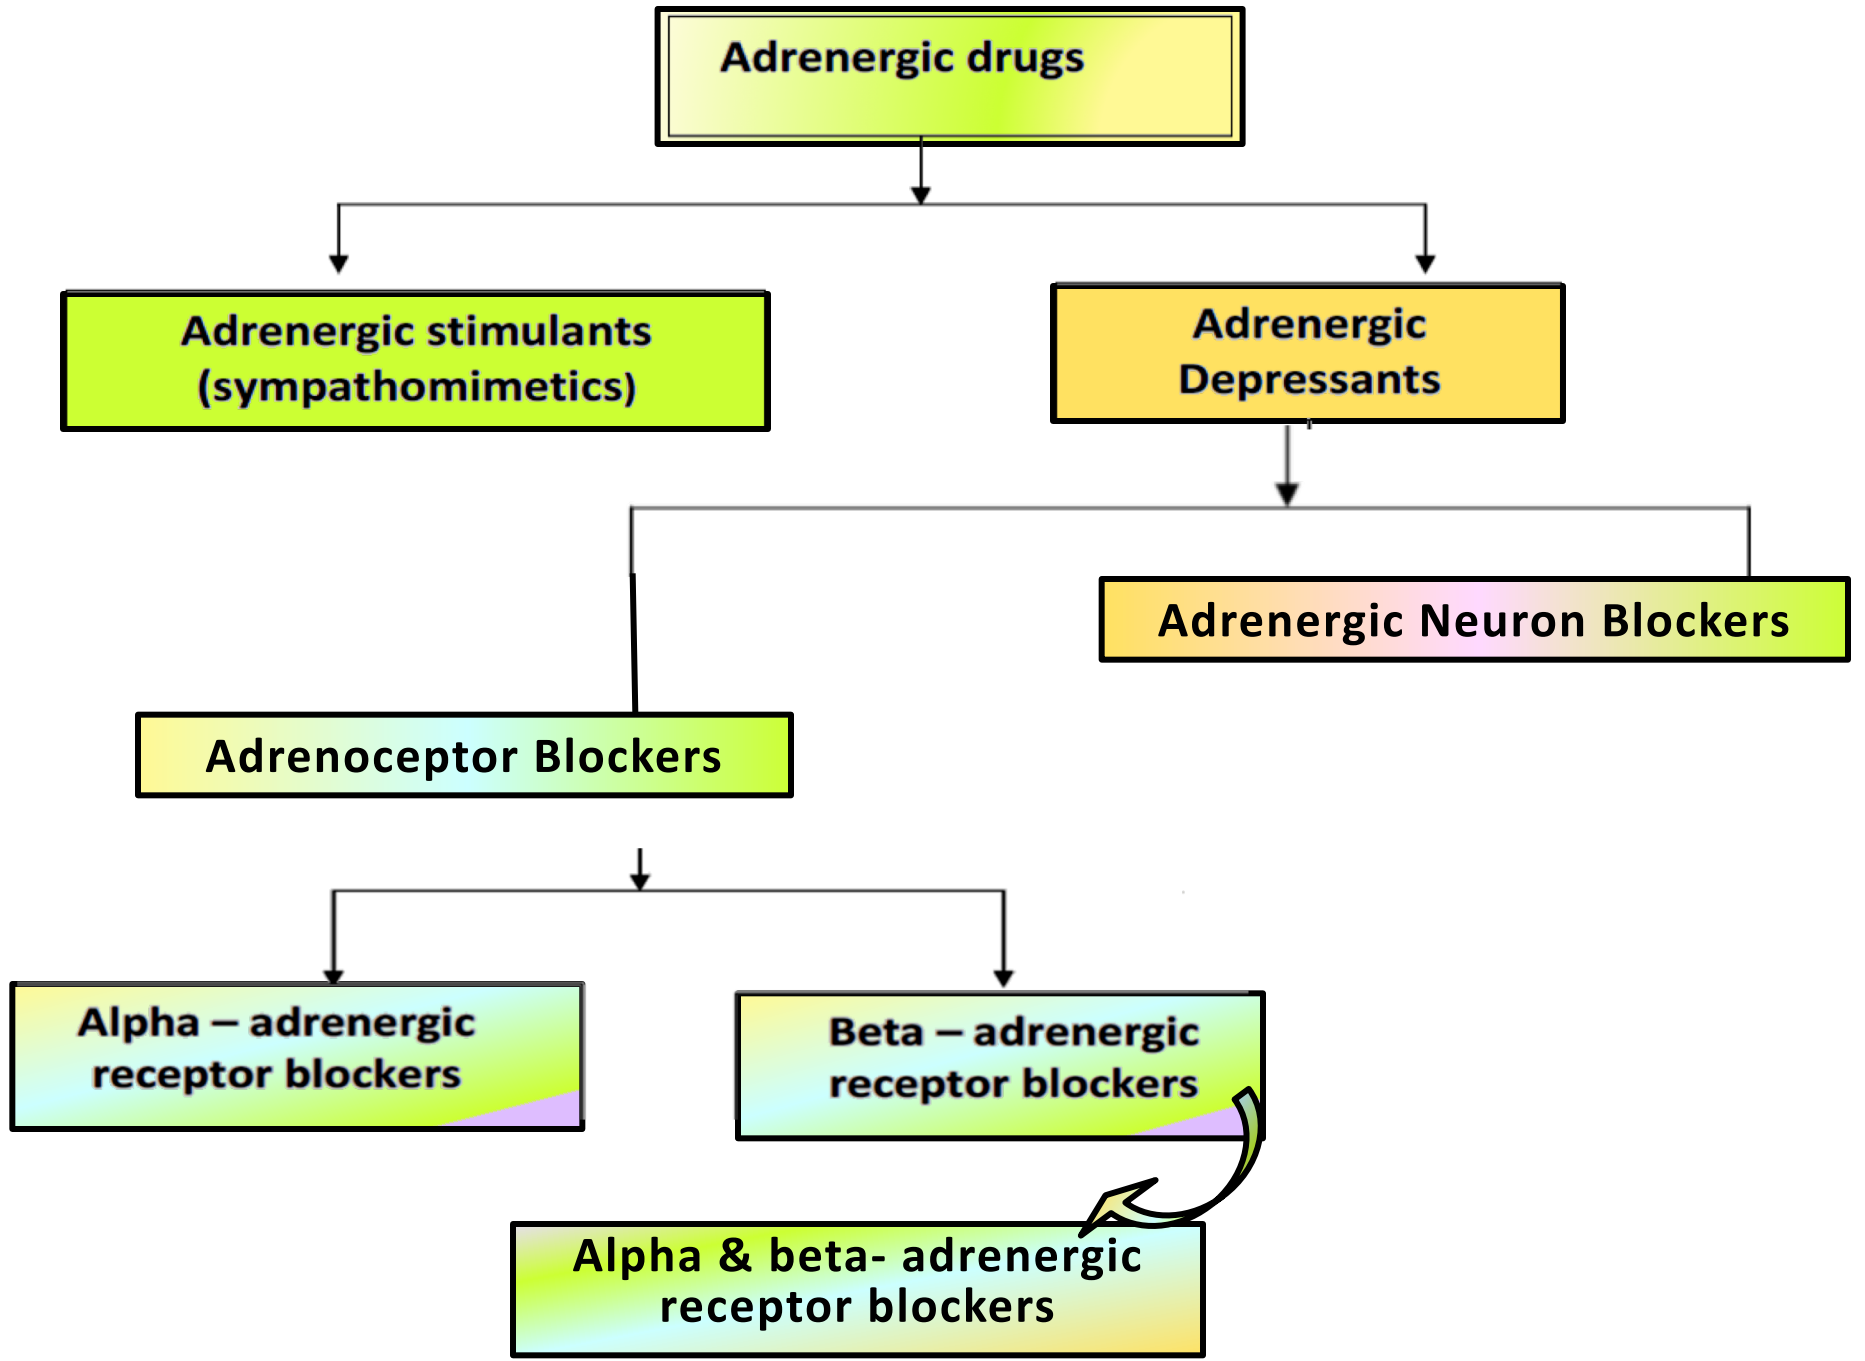 Adrenergic drugs
Adrenergic stimulants
(sympathomimetics)
Adrenergic
Depressants
Adrenergic Neuron Blockers
Adrenoceptor Blockers
Alpha – adrenergic
receptor blockers
Beta – adrenergic
receptor blockers
Alpha & beta- adrenergic
receptor blockers